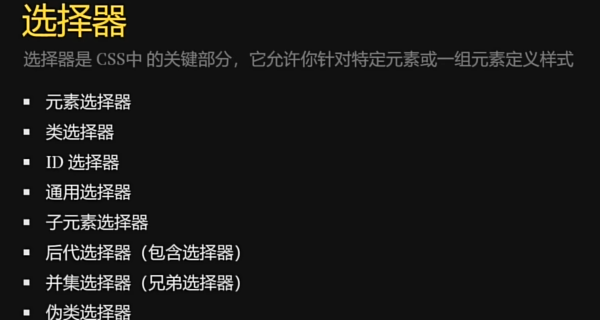 选择器
选择器是 CSS中 的关键部分，它允许你针对特定元素或一组元素定义样式
▪ 元素选择器
▪ 类选择器
▪ ID 选择器
▪ 通用选择器
▪ 子元素选择器
▪ 后代选择器（包含选择器）
▪ 并集选择器（兄弟选择器）
▪ 伪类选择器